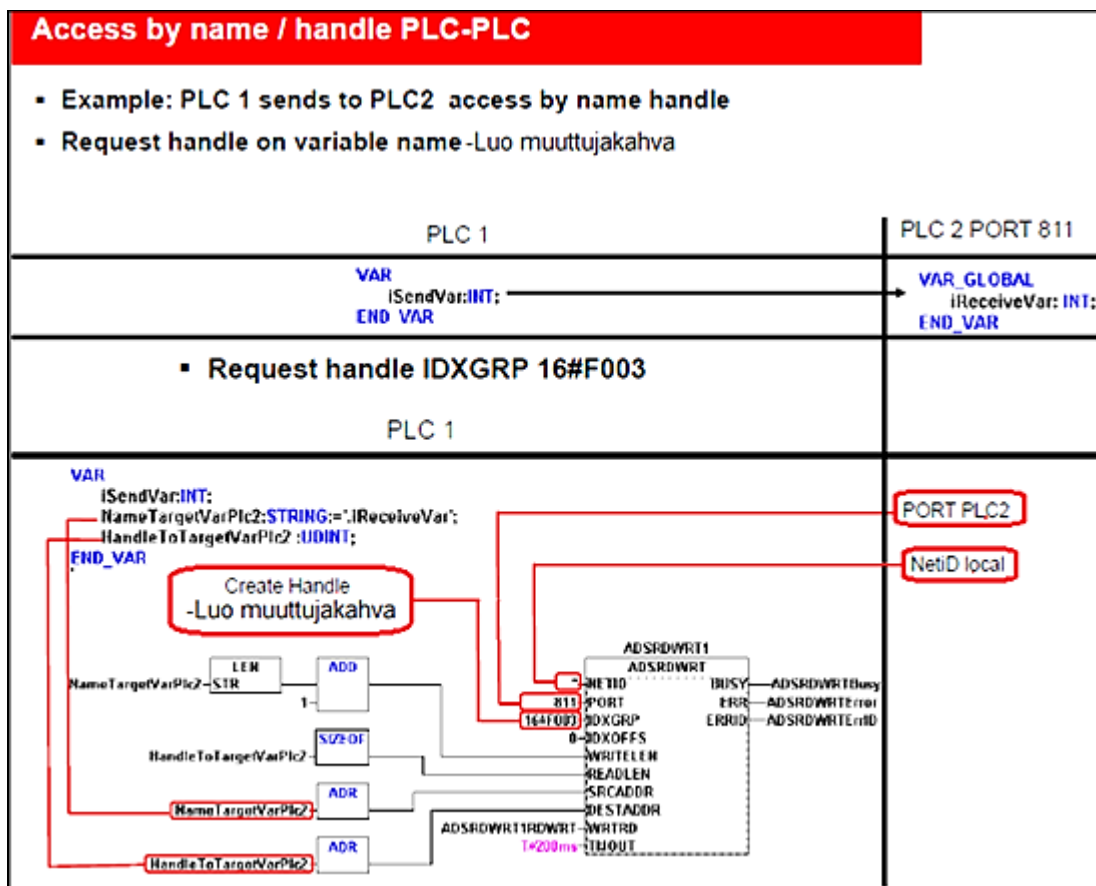 Access by name / handle PLC-PLC
▪ Example: PLC 1 sends to PLC2 access by name handle
▪ Request handle on variable name -Luo muuttujakahva
PLC 1
PLC 2 PORT 811
VAR
iSendVar:INT;
END_VAR
VAR_GLOBAL
iReceiveVar: INT;
END_VAR
▪ Request handle IDXGRP 16#F003
PLC 1
VAR
iSendVar:INT;
NameTargetVarPlc2:STRING:='.iReceiveVar';
HandleToTargetVarPlc2 :UDINT;
END_VAR
PORT PLC2
NetiD local
Create Handle
-Luo muuttujakahva
ADSRDWRT1
ADSRDWRT
NameTargetVarPlc2 STR LEN
ADD
1
NETID BUSY ADSRDWRTBusy
811 PORT ERR ADSRDWRTError
16#F003 IDXGRP ERRID ADSRDWRTErrID
0 IDXOFFS
HandleToTargetVarPlc2 SIZEOF
WRITELEN
READLEN
NameTargetVarPlc2 ADR
SRCADDR
DESTADDR
ADSRDWRT1RDWRT WRTRD
T#200ms TMOUT
HandleToTargetVarPlc2 ADR